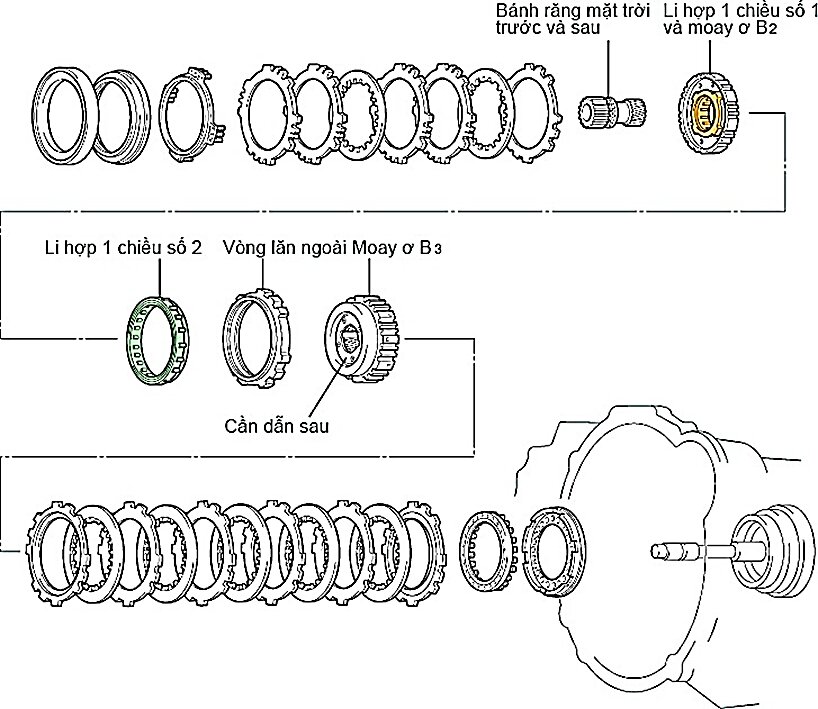 Bánh răng mặt trời
trước và sau
Li hợp 1 chiều số 1
và moay ơ B2
Li hợp 1 chiều số 2
Vòng lăn ngoài Moay ơ B3
Cần dẫn sau